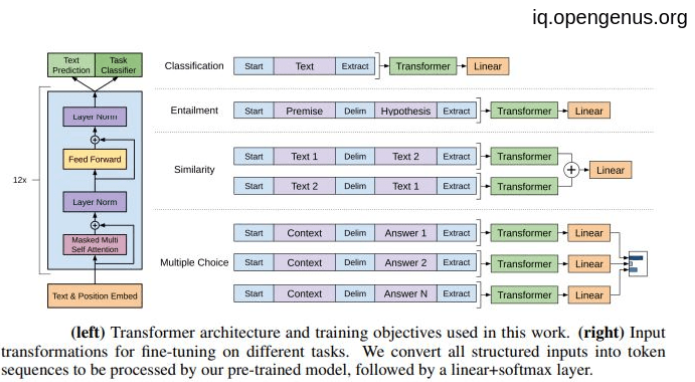 iq.opengenus.org
Text Prediction
Task Classifier
12x
Layer Norm
Feed Forward
Layer Norm
Masked Multi Self Attention
Text & Position Embed
Classification Start Text Extract Transformer Linear
Entailment Start Premise Delim Hypothesis Extract Transformer Linear
Similarity
Start Text 1 Delim Text 2 Extract Transformer
+ Linear
Start Text 2 Delim Text 1 Extract Transformer
Multiple Choice
Start Context Delim Answer 1 Extract Transformer Linear
Start Context Delim Answer 2 Extract Transformer Linear
Start Context Delim Answer N Extract Transformer Linear
(left) Transformer architecture and training objectives used in this work. (right) Input
transformations for fine-tuning on different tasks. We convert all structured inputs into token
sequences to be processed by our pre-trained model, followed by a linear+softmax layer.